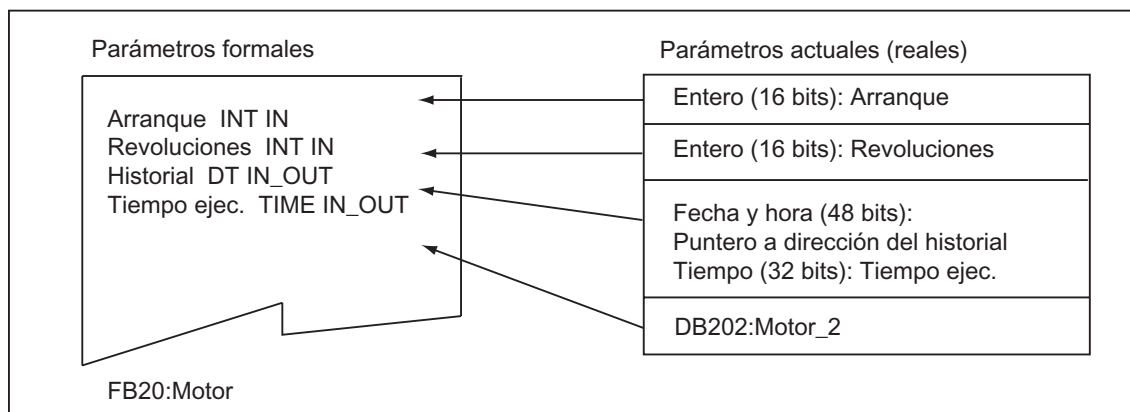 Parámetros formales
Arranque INT IN
Revoluciones INT IN
Historial DT IN_OUT
Tiempo ejec. TIME IN_OUT
FB20:Motor
Parámetros actuales (reales)
Entero (16 bits): Arranque
Entero (16 bits): Revoluciones
Fecha y hora (48 bits):
Puntero a dirección del historial
Tiempo (32 bits): Tiempo ejec.
DB202:Motor_2